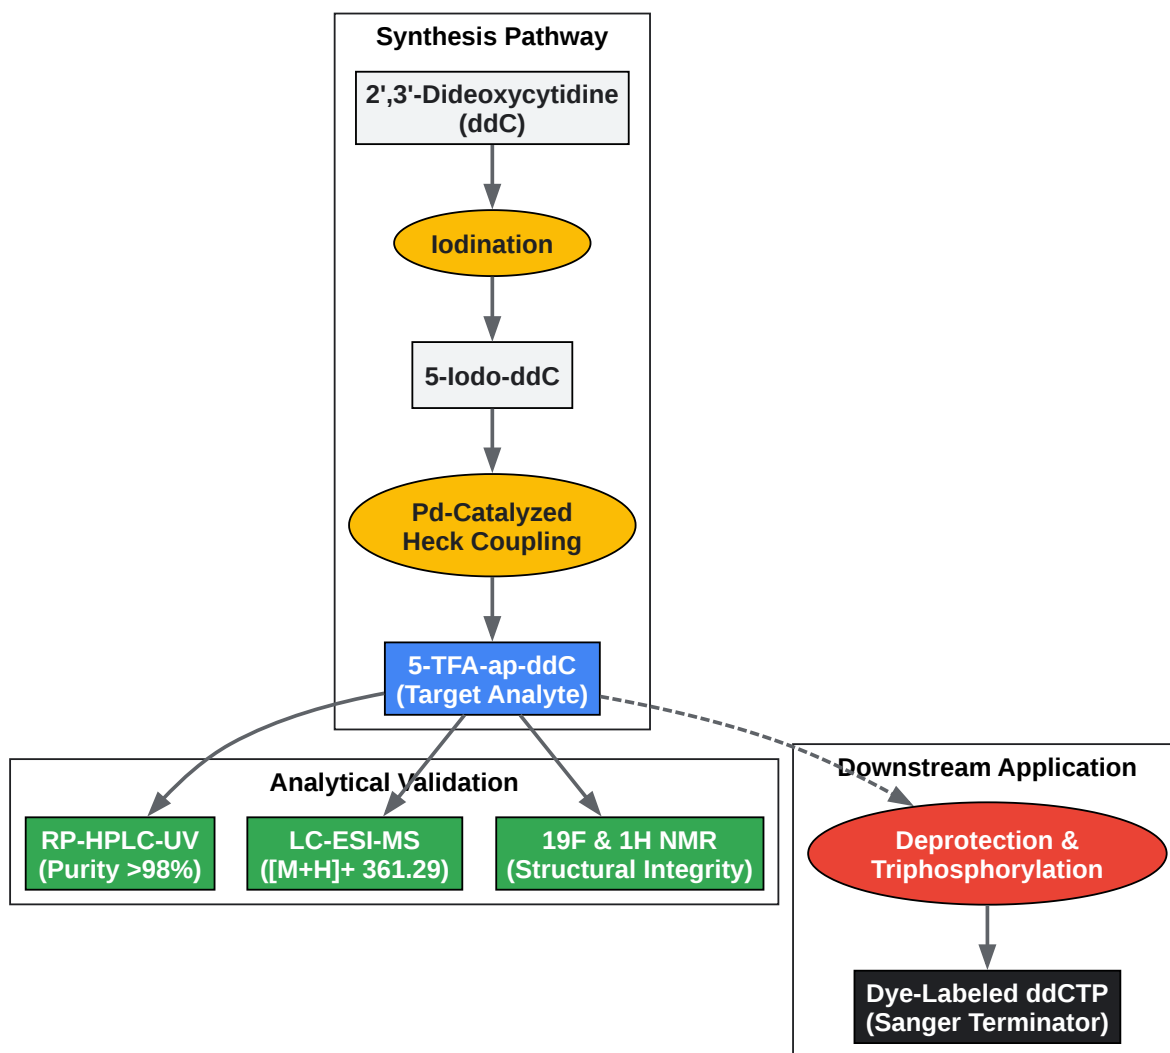 Synthesis Pathway
2',3'-Dideoxycytidine
(ddC)
Iodination
5-Iodo-ddC
Pd-Catalyzed
Heck Coupling
5-TFA-ap-ddC
(Target Analyte)
Analytical Validation
RP-HPLC-UV
(Purity >98%)
LC-ESI-MS
([M+H]+ 361.29)
19F & 1H NMR
(Structural Integrity)
Downstream Application
Deprotection &
Triphosphorylation
Dye-Labeled ddCTP
(Sanger Terminator)